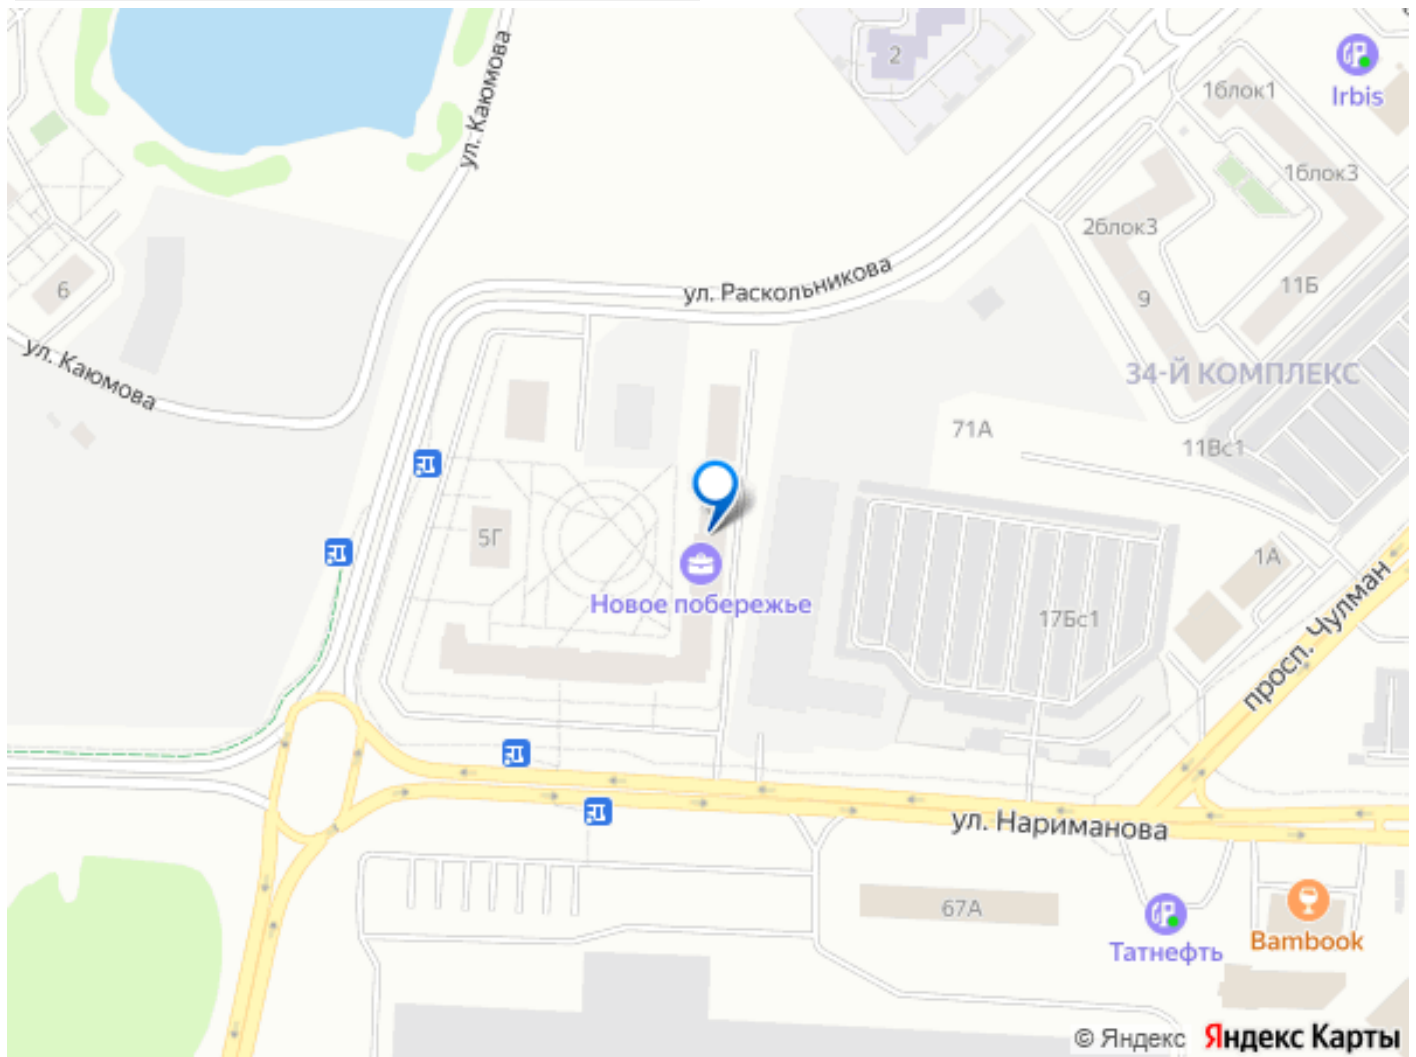 ул. Каюмова
2
Irbis
1блок1
1блок3
2блок3
ул. Раскольникова
11Б
6
9
ул. Каюмова
34-Й КОМПЛЕКС
71А
11Вс1
5Г
1А
Новое побережье
17Бс1
просп. Чулман
ул. Нариманова
67А
Татнефть
Bambook
© Яндекс Яндекс Карты